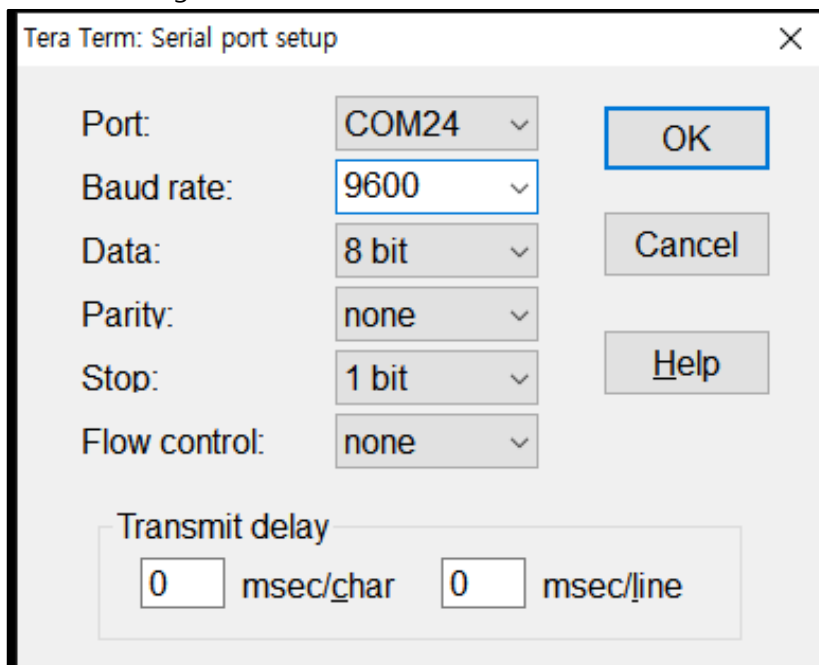 Tera Term: Serial port setup
Port: COM24 OK
Baud rate: 9600
Data: 8 bit Cancel
Parity: none
Stop: 1 bit Help
Flow control: none
Transmit delay
0 msec/char 0 msec/line